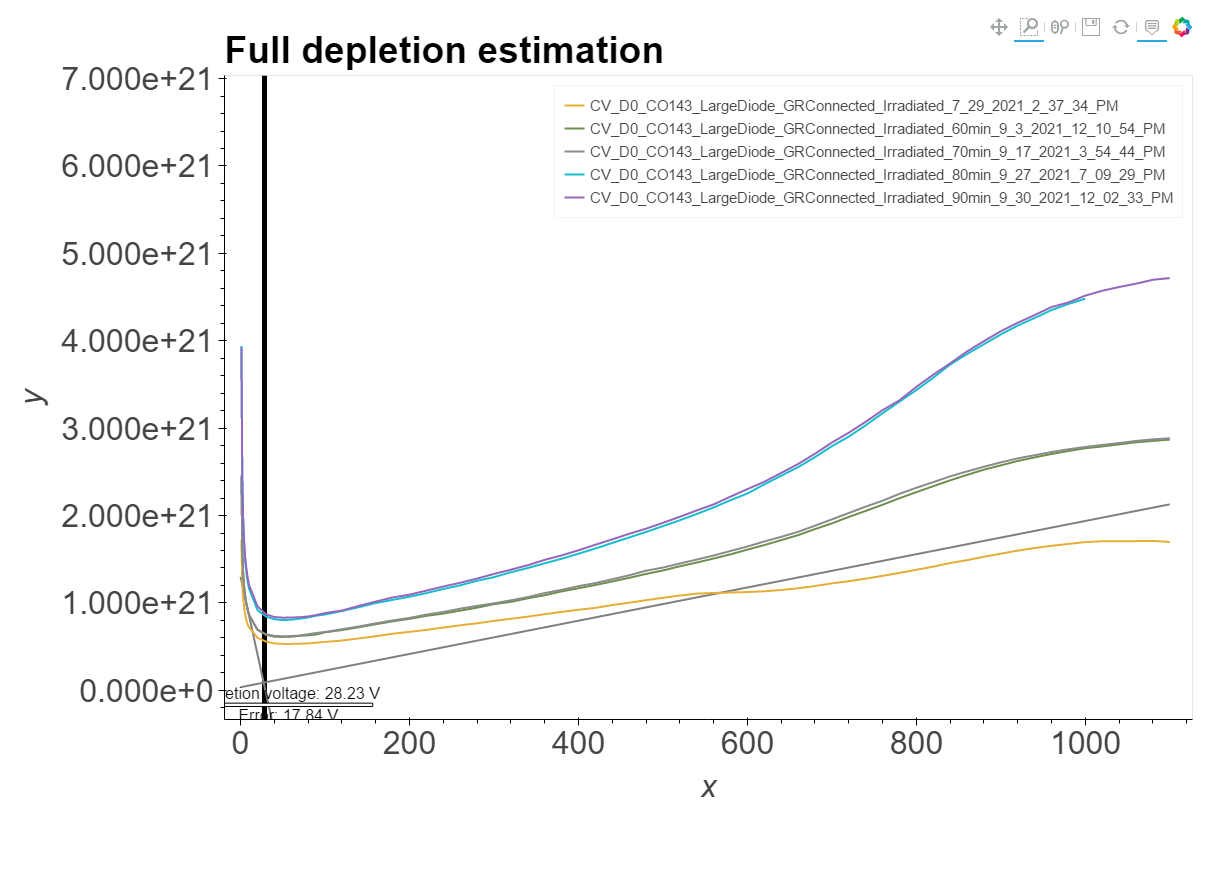 Full depletion estimation
7.000e+21
6.000e+21
5.000e+21
4.000e+21
3.000e+21
2.000e+21
1.000e+21
0.000e+0
y
CV_D0_CO143_LargeDiode_GRConnected_Irradiated_7_29_2021_2_37_34_PM
CV_D0_CO143_LargeDiode_GRConnected_Irradiated_60min_9_3_2021_12_10_54_PM
CV_D0_CO143_LargeDiode_GRConnected_Irradiated_70min_9_17_2021_3_54_44_PM
CV_D0_CO143_LargeDiode_GRConnected_Irradiated_80min_9_27_2021_7_09_29_PM
CV_D0_CO143_LargeDiode_GRConnected_Irradiated_90min_9_30_2021_12_02_33_PM
etion voltage: 28.23 V
Error: 17.84 V
0 200 400 600 800 1000
x